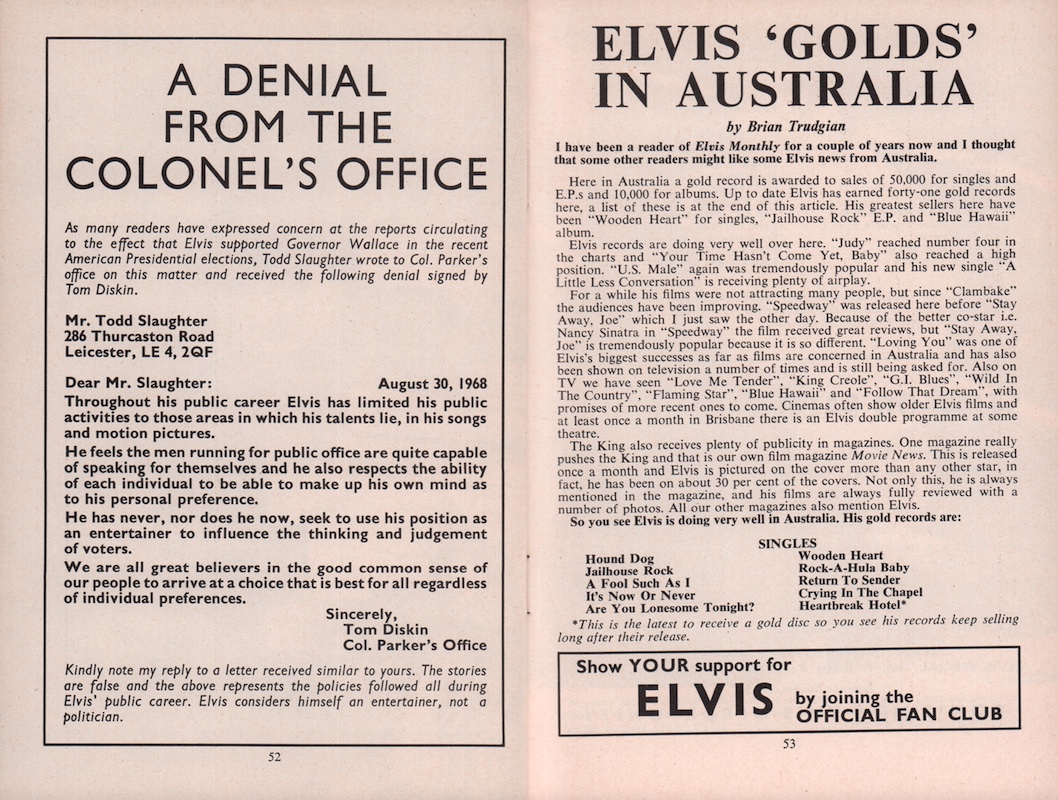 A DENIAL
FROM THE
COLONEL'S OFFICE
As many readers have expressed concern at the reports circulating
to the effect that Elvis supported Governor Wallace in the recent
American Presidential elections, Todd Slaughter wrote to Col. Parker's
office on this matter and received the following denial signed by
Tom Diskin.
Mr. Todd Slaughter
286 Thurcaston Road
Leicester, LE 4, 2QF
Dear Mr. Slaughter: August 30, 1968
Throughout his public career Elvis has limited his public
activities to those areas in which his talents lie, in his songs
and motion pictures.
He feels the men running for public office are quite capable
of speaking for themselves and he also respects the ability
of each individual to be able to make up his own mind as
to his personal preference.
He has never, nor does he now, seek to use his position as
an entertainer to influence the thinking and judgement
of voters.
We are all great believers in the good common sense of
our people to arrive at a choice that is best for all regardless
of individual preferences.
Sincerely,
Tom Diskin
Col. Parker's Office
Kindly note my reply to a letter received similar to yours. The stories
are false and the above represents the policies followed all during
Elvis' public career. Elvis considers himself an entertainer, not a
politician.
52
ELVIS ‘GOLDS’
IN AUSTRALIA
by Brian Trudgian
I have been a reader of Elvis Monthly for a couple of years now and I thought
that some other readers might like some Elvis news from Australia.
Here in Australia a gold record is awarded to sales of 50,000 for singles and
E.P.s and 10,000 for albums. Up to date Elvis has earned forty-one gold records
here, a list of these is at the end of this article. His greatest sellers here have
been “Wooden Heart” for singles, “Jailhouse Rock” E.P. and “Blue Hawaii”
album.
Elvis records are doing very well over here. “Judy” reached number four in
the charts and “Your Time Hasn't Come Yet, Baby” also reached a high
position. “U.S. Male” again was tremendously popular and his new single “A
Little Less Conversation” is receiving plenty of airplay.
For a while his films were not attracting many people, but since “Clambake”
the audiences have been improving. “Speedway” was released here before “Stay
Away, Joe” which I just saw the other day. Because of the better co-star i.e.
Nancy Sinatra in “Speedway” the film received great reviews, but “Stay Away,
Joe” is tremendously popular because it is so different. “Loving You” was one of
Elvis's biggest successes as far as films are concerned in Australia and has also
been shown on television a number of times and is still being asked for. Also on
TV we have seen “Love Me Tender”, “King Creole”, “G.I. Blues”, “Wild In
The Country”, “Flaming Star”, “Blue Hawaii” and “Follow That Dream”, with
promises of more recent ones to come. Cinemas often show older Elvis films and
at least once a month in Brisbane there is an Elvis double programme at some
theatre.
The King also receives plenty of publicity in magazines. One magazine really
pushes the King and that is our own film magazine Movie News. This is released
once a month and Elvis is pictured on the cover more than any other star, in
fact, he has been on about 30 per cent of the covers. Not only this, he is always
mentioned in the magazine, and his films are always fully reviewed with a
number of photos. All our other magazines also mention Elvis.
So you see Elvis is doing very well in Australia. His gold records are:
SINGLES
Hound Dog
Jailhouse Rock
A Fool Such As I
It's Now Or Never
Are You Lonesome Tonight?
Wooden Heart
Rock-A-Hula Baby
Return To Sender
Crying In The Chapel
Heartbreak Hotel*
*This is the latest to receive a gold disc so you see his records keep selling
long after their release.
Show YOUR support for
ELVIS by joining the
OFFICIAL FAN CLUB
53